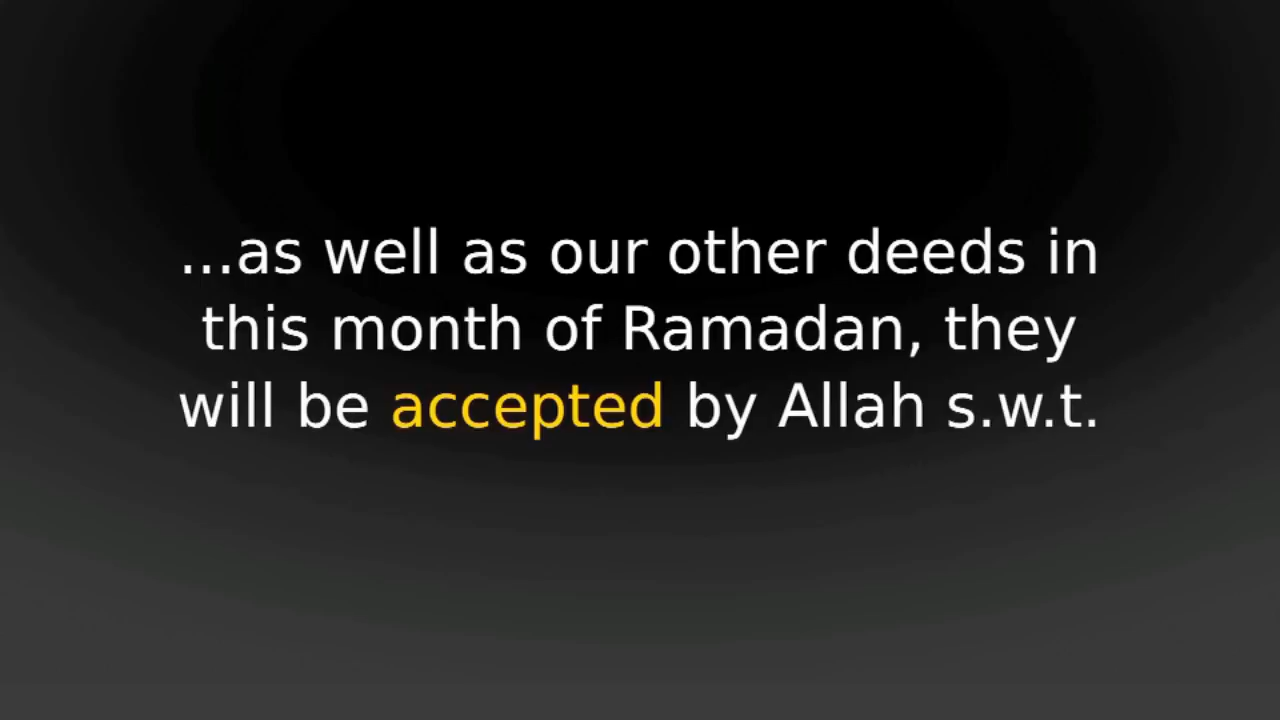 ...as well as our other deeds in
this month of Ramadan, they
will be accepted by Allah s.w.t.